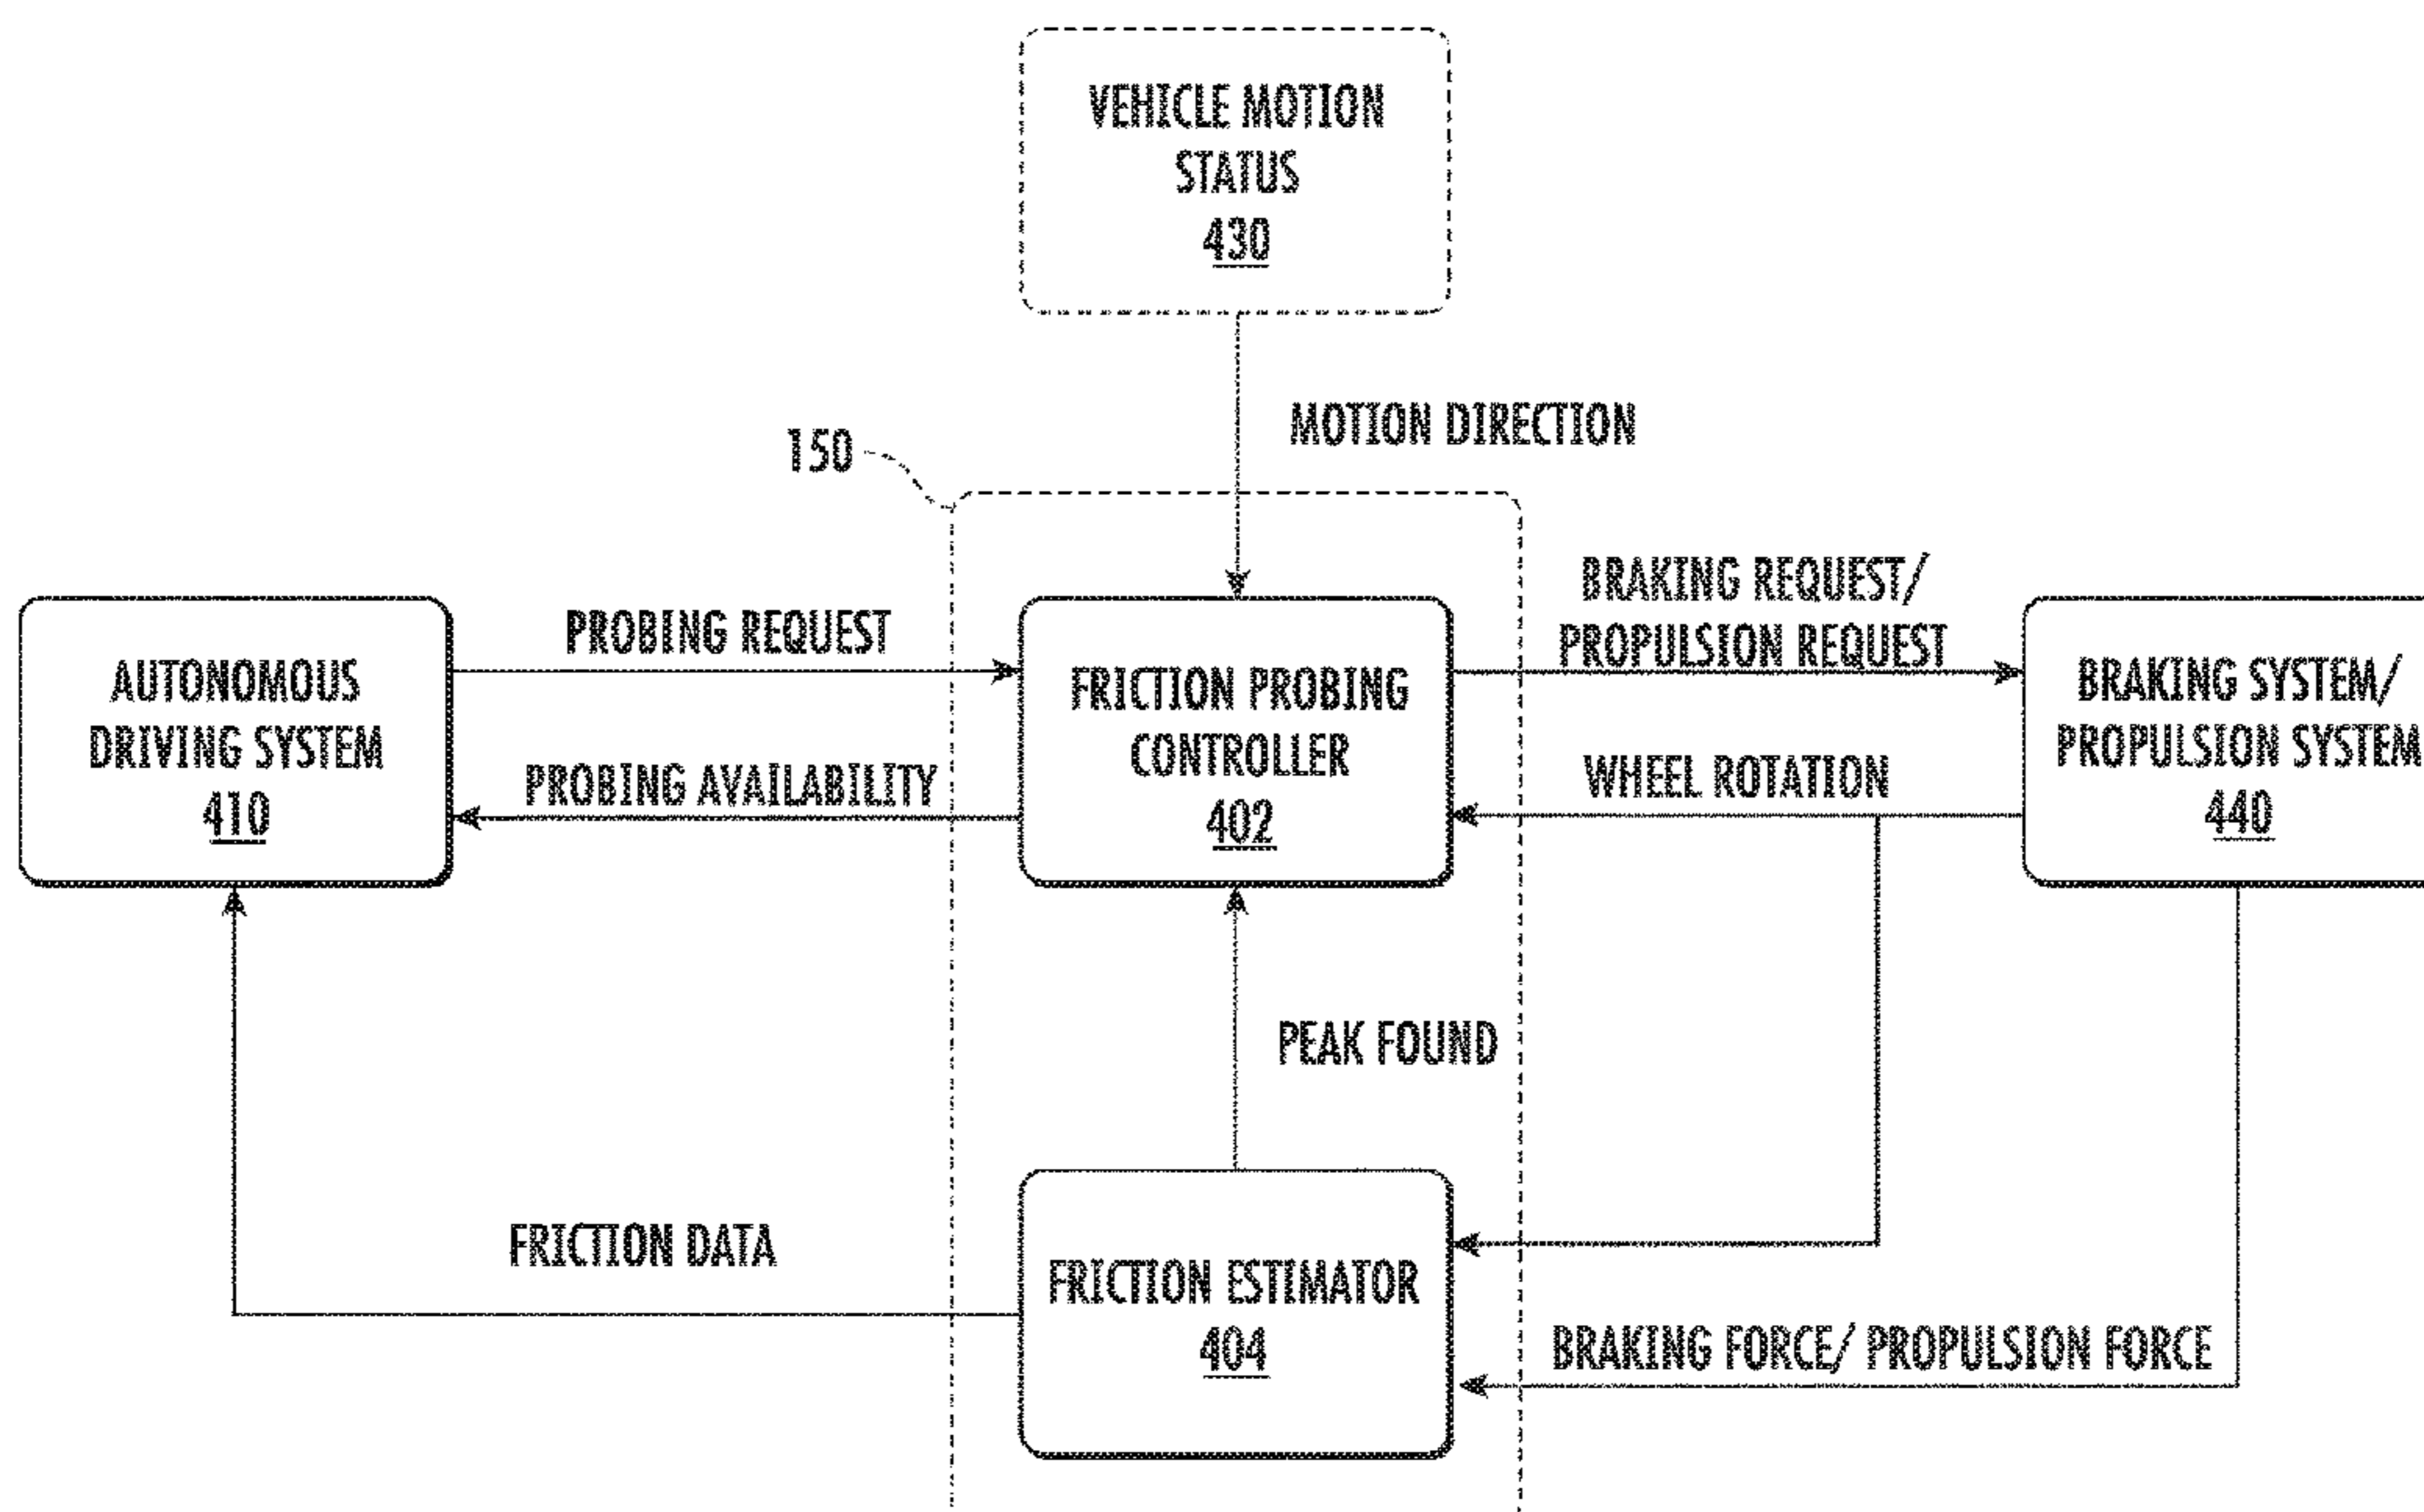 VEHICLE MOTION
STATUS
430
MOTION DIRECTION
150
BRAKING REQUEST/
PROPULSION REQUEST
PROBING REQUEST
AUTONOMOUS
DRIVING SYSTEM
410
FRICTION PROBING
CONTROLLER
402
BRAKING SYSTEM/
PROPULSION SYSTEM
440
PROBING AVAILABILITY
WHEEL ROTATION
PEAK FOUND
FRICTION DATA
FRICTION ESTIMATOR
404
BRAKING FORCE/ PROPULSION FORCE